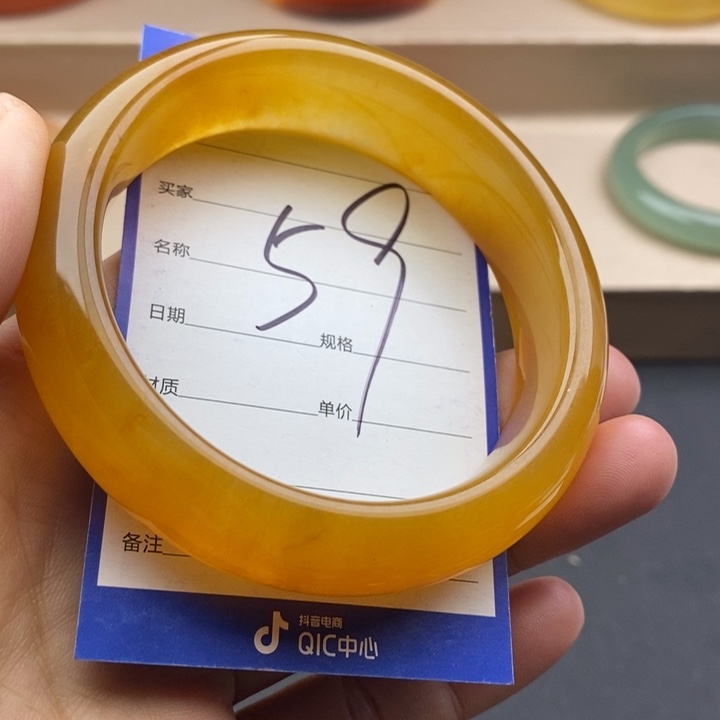 买家
59
名称
日期 规格
材质 单价
备注
抖音电商
QIC中心